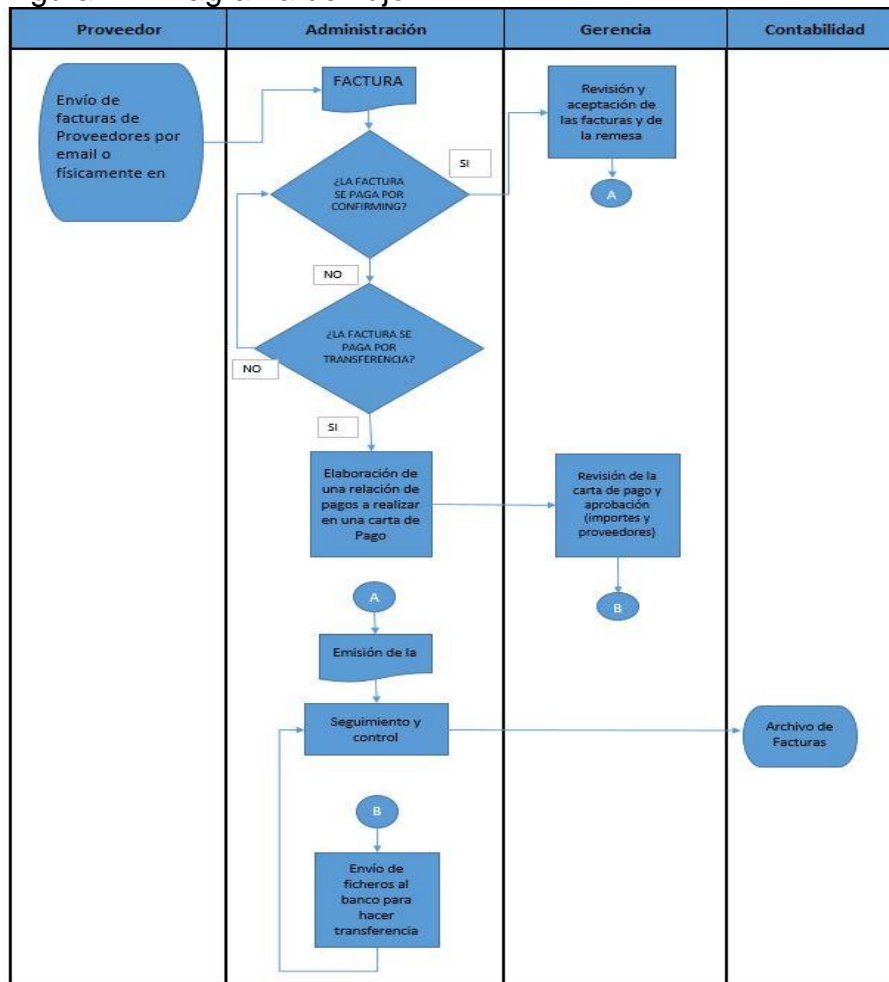 Proveedor
Administración
Gerencia
Contabilidad
Envío de
facturas de
Proveedores por
email o
físicamente en
FACTURA
Revisión y
aceptación de
las facturas y de
la remesa
SI
A
¿LA FACTURA
SE PAGA POR
CONFIRMING?
NO
¿LA FACTURA SE
PAGA POR
TRANSFERENCIA?
NO
SI
Elaboración de
una relación de
pagos a realizar
en una carta de
Pago
Revisión de la
carta de pago y
aprobación
(importes y
proveedores)
B
A
Emisión de la
Seguimiento y
control
Archivo de
Facturas
B
Envío de
ficheros al
banco para
hacer
transferencia